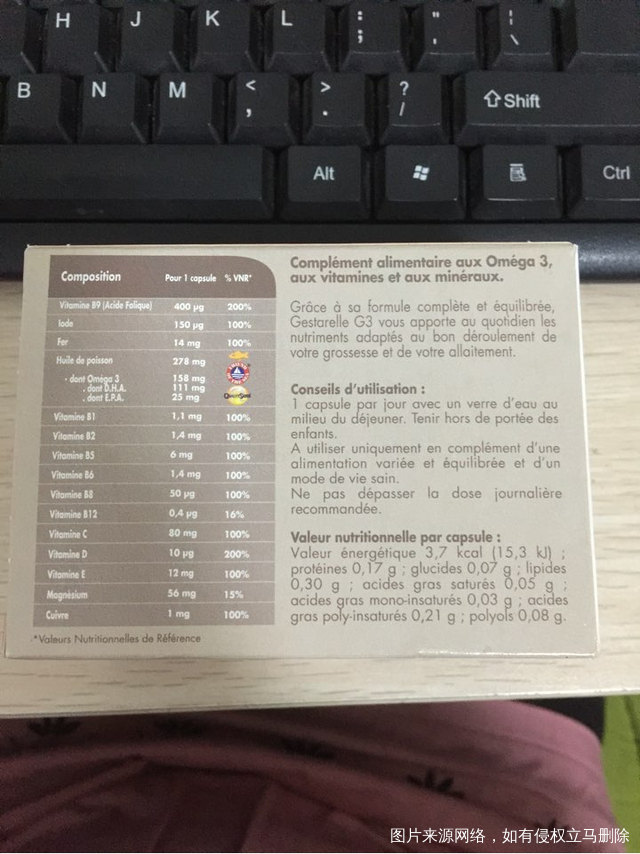 H J K L : ; " ' | \
B N M < , > . ? / Shift
Alt Ctrl
Composition Pour 1 capsule % VNR*
Vitamine B9 (Acide Folique) 400 µg 200%
Iode 150 µg 100%
Fer 14 mg 100%
Huile de poisson 278 mg
- dont Oméga 3 158 mg
. dont D.H.A. 111 mg
. dont E.P.A. 25 mg
Vitamine B1 1,1 mg 100%
Vitamine B2 1,4 mg 100%
Vitamine B5 6 mg 100%
Vitamine B6 1,4 mg 100%
Vitamine B8 50 µg 100%
Vitamine B12 0,4 µg 16%
Vitamine C 80 mg 100%
Vitamine D 10 µg 200%
Vitamine E 12 mg 100%
Magnésium 56 mg 15%
Cuivre 1 mg 100%
*Valeurs Nutritionnelles de Référence
Complément alimentaire aux Oméga 3,
aux vitamines et aux minéraux.
Grâce à sa formule complète et équilibrée,
Gestarelle G3 vous apporte au quotidien les
nutriments adaptés au bon déroulement de
votre grossesse et de votre allaitement.
Conseils d'utilisation :
1 capsule par jour avec un verre d'eau au
milieu du déjeuner. Tenir hors de portée des
enfants.
A utiliser uniquement en complément d'une
alimentation variée et équilibrée et d'un
mode de vie sain.
Ne pas dépasser la dose journalière
recommandée.
Valeur nutritionnelle par capsule :
Valeur énergétique 3,7 kcal (15,3 kJ) ;
protéines 0,17 g ; glucides 0,07 g ; lipides
0,30 g ; acides gras saturés 0,05 g ;
acides gras mono-insaturés 0,03 g ; acides
gras poly-insaturés 0,21 g ; polyols 0,08 g.
图片来源网络，如有侵权立马删除